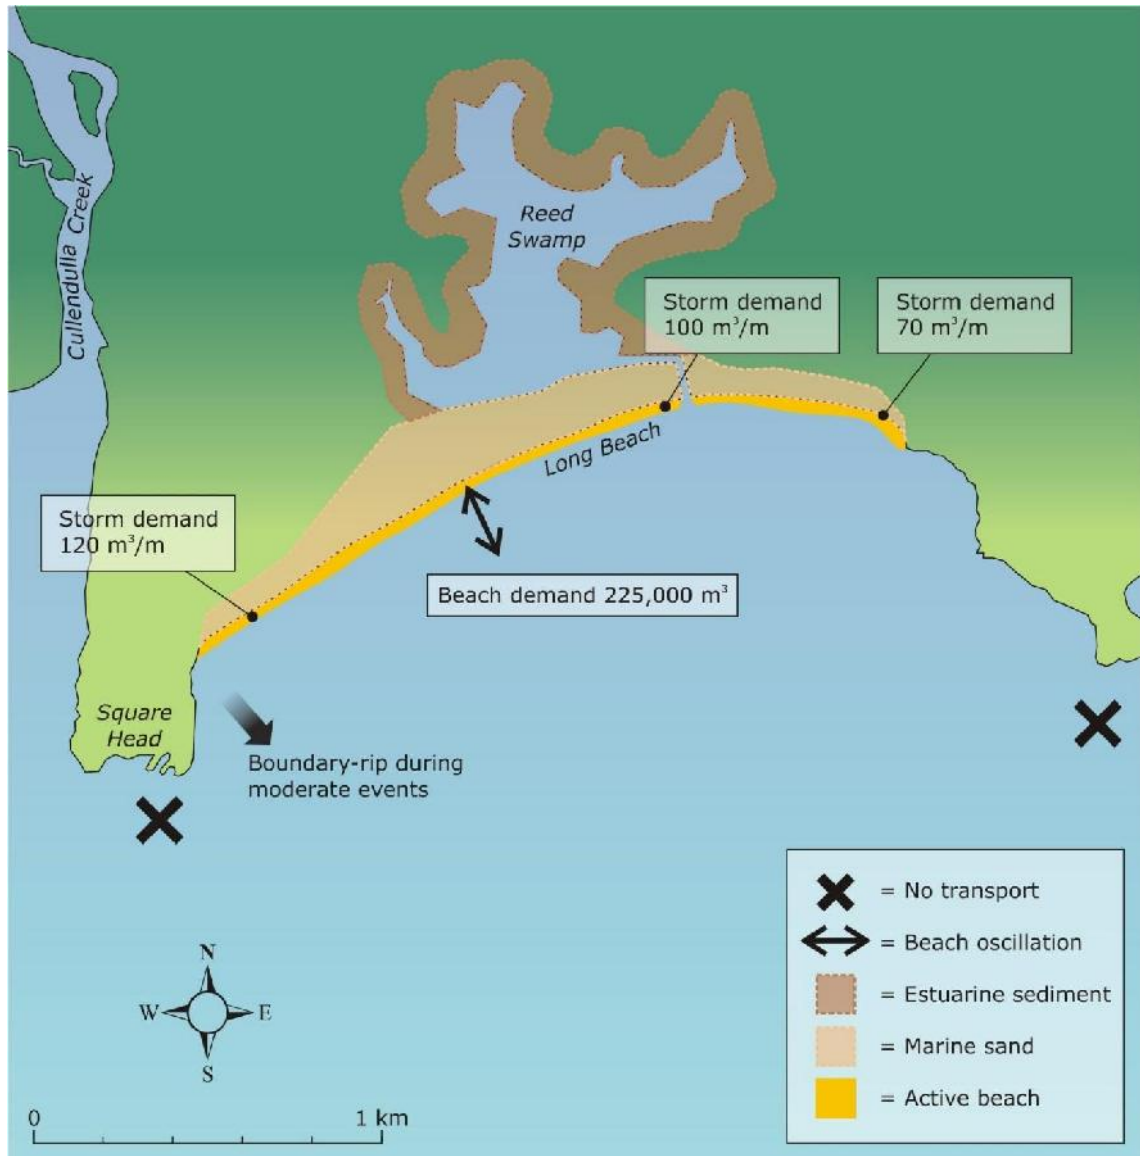 Cullendulla Creek
Reed
Swamp
Storm demand
100 m³/m
Storm demand
70 m³/m
Long Beach
Storm demand
120 m³/m
Beach demand 225,000 m³
Square
Head
Boundary-rip during
moderate events
= No transport
= Beach oscillation
= Estuarine sediment
= Marine sand
= Active beach
N
W
E
S
0
1 km